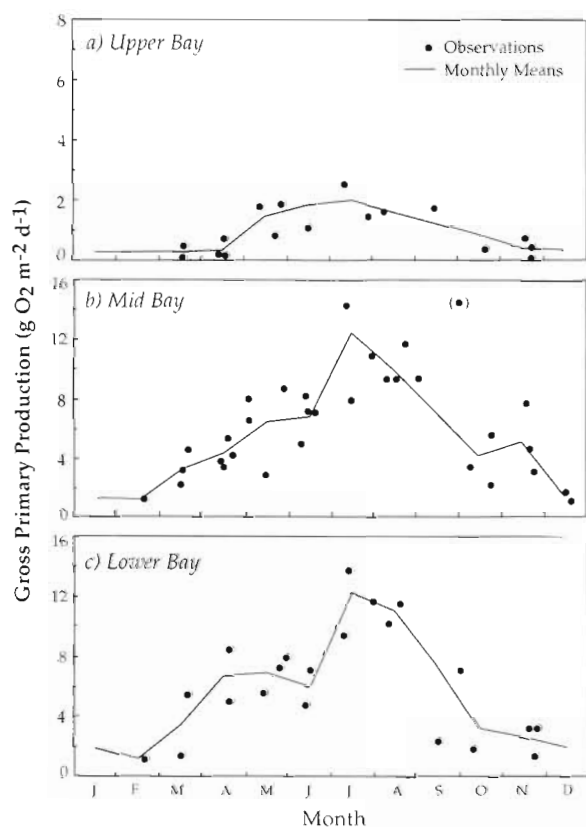 a) Upper Bay
Observations
Monthly Means
8
6
4
2
0
b) Mid Bay
( )
16
12
8
4
0
c) Lower Bay
16
12
8
4
0
Gross Primary Production (g O2 m-2 d-1)
J F M A M J J A S O N D
Month